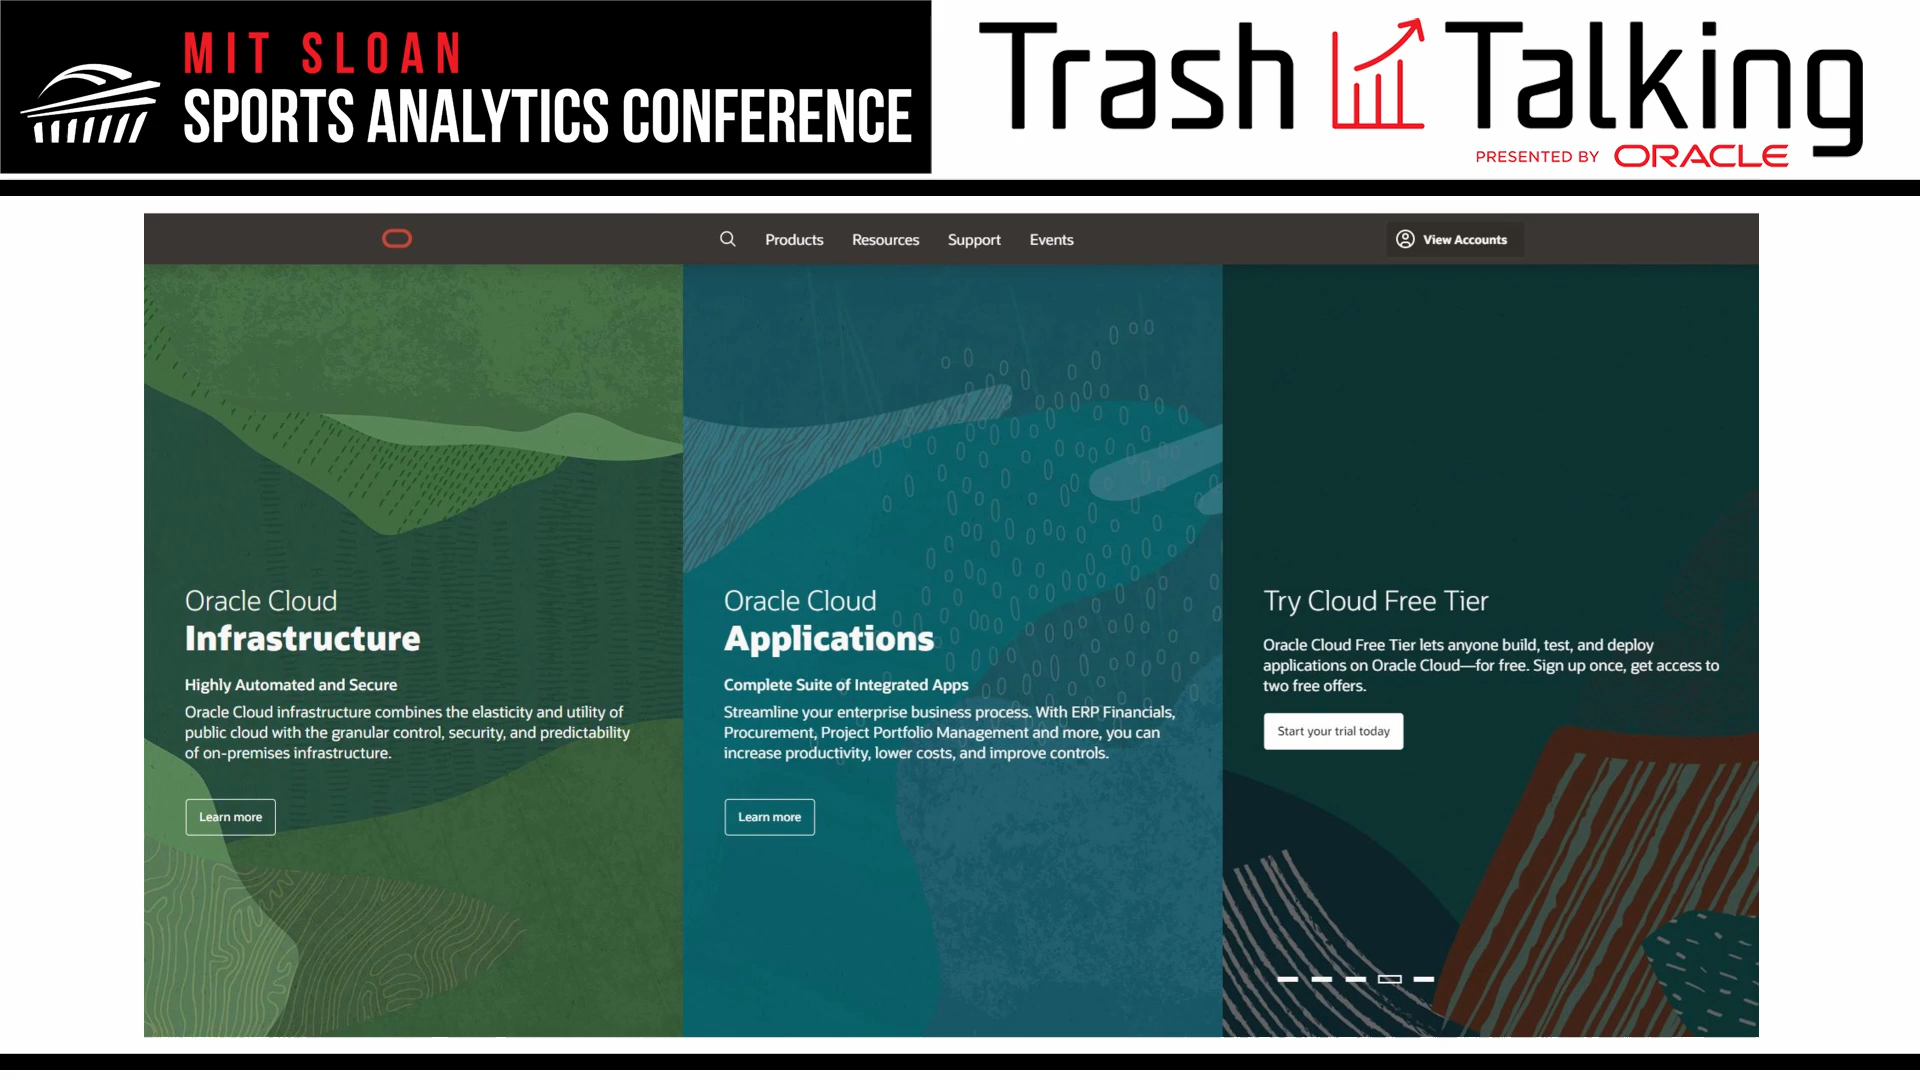 MIT SLOAN
SPORTS ANALYTICS CONFERENCE
Trash Talking
PRESENTED BY ORACLE
Products Resources Support Events View Accounts
Oracle Cloud
Infrastructure
Highly Automated and Secure
Oracle Cloud infrastructure combines the elasticity and utility of
public cloud with the granular control, security, and predictability
of on-premises infrastructure.
Learn more
Oracle Cloud
Applications
Complete Suite of Integrated Apps
Streamline your enterprise business process. With ERP Financials,
Procurement, Project Portfolio Management and more, you can
increase productivity, lower costs, and improve controls.
Learn more
Try Cloud Free Tier
Oracle Cloud Free Tier lets anyone build, test, and deploy
applications on Oracle Cloud—for free. Sign up once, get access to
two free offers.
Start your trial today